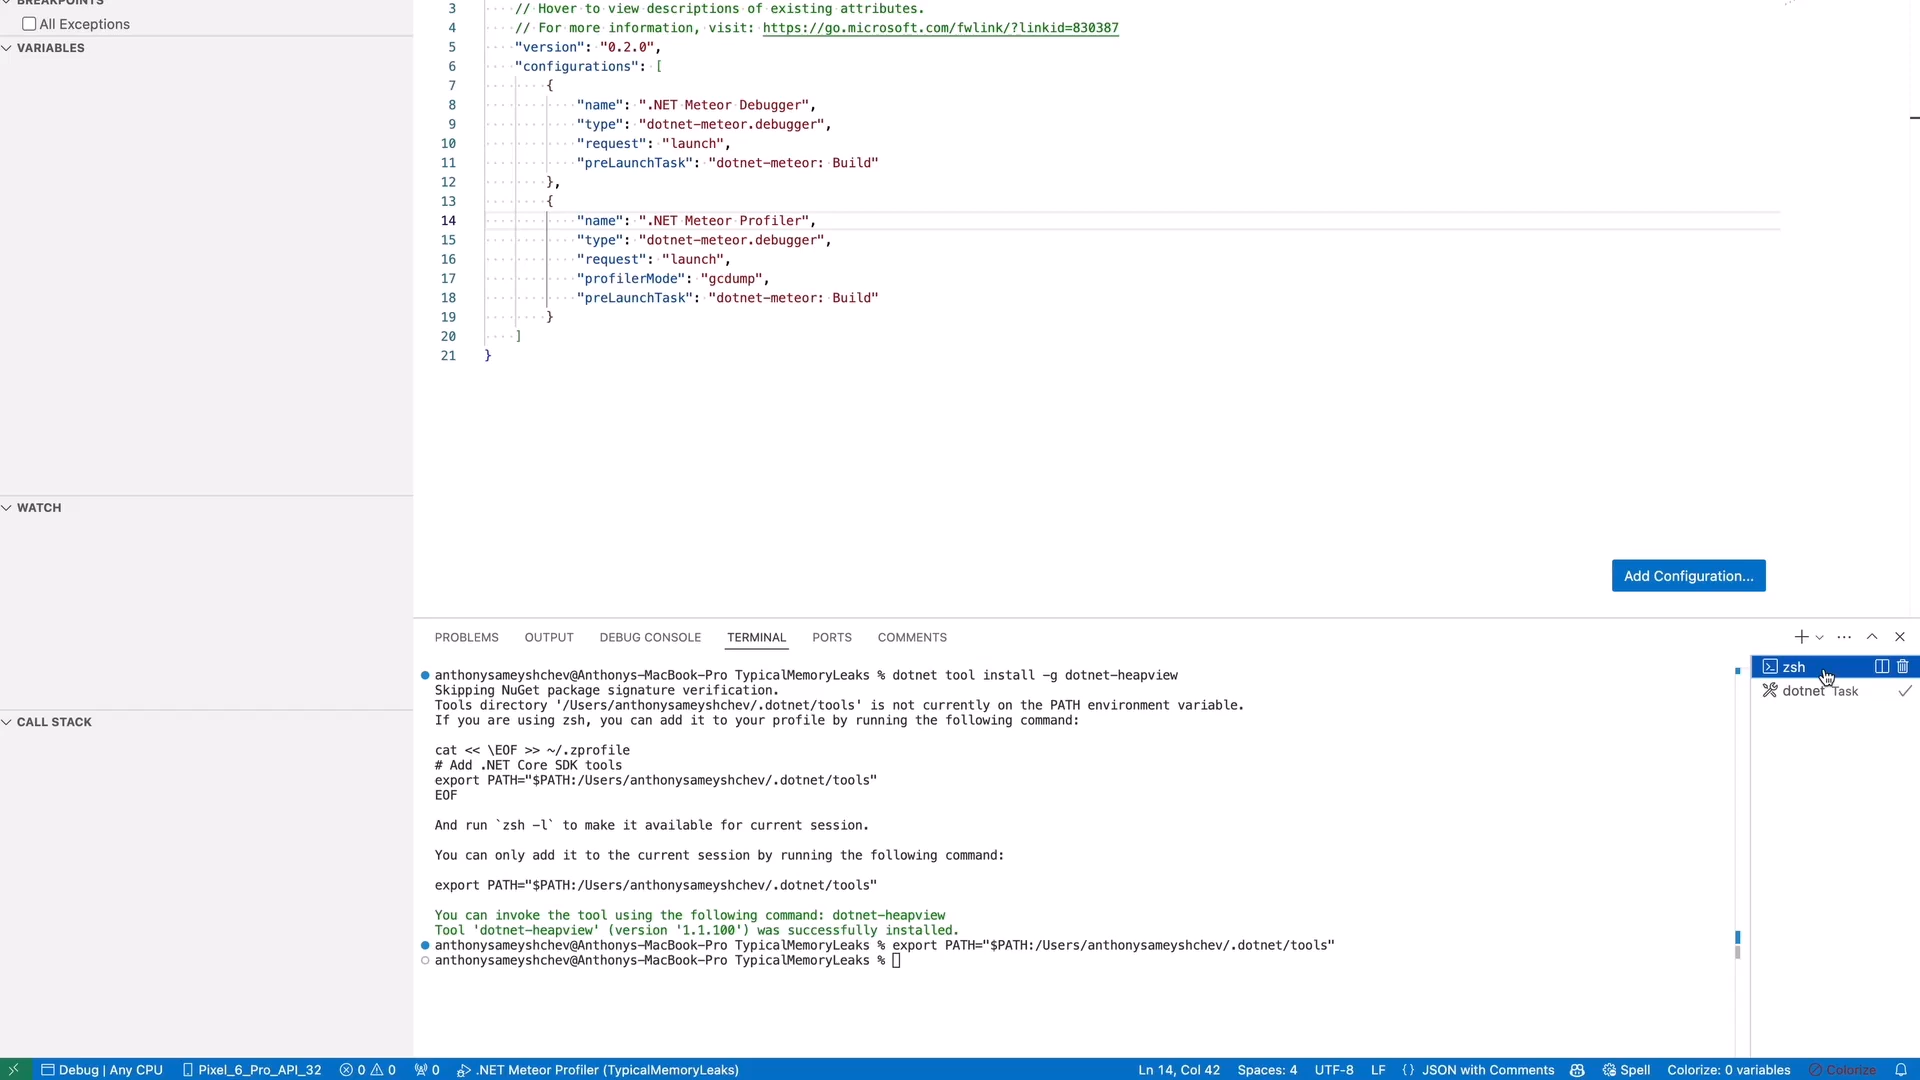 BREAKPOINTS
All Exceptions
VARIABLES
WATCH
CALL STACK
3 // Hover to view descriptions of existing attributes.
4 // For more information, visit: https://go.microsoft.com/fwlink/?linkid=830387
5 "version": "0.2.0",
6 "configurations": [
7 {
8 "name": ".NET Meteor Debugger",
9 "type": "dotnet-meteor.debugger",
10 "request": "launch",
11 "preLaunchTask": "dotnet-meteor: Build"
12 },
13 {
14 "name": ".NET Meteor Profiler",
15 "type": "dotnet-meteor.debugger",
16 "request": "launch",
17 "profilerMode": "gcdump",
18 "preLaunchTask": "dotnet-meteor: Build"
19 }
20 ]
21 }
Add Configuration...
PROBLEMS OUTPUT DEBUG CONSOLE TERMINAL PORTS COMMENTS
anthonysameyshchev@Anthonys-MacBook-Pro TypicalMemoryLeaks % dotnet tool install -g dotnet-heapview
Skipping NuGet package signature verification.
Tools directory '/Users/anthonysameyshchev/.dotnet/tools' is not currently on the PATH environment variable.
If you are using zsh, you can add it to your profile by running the following command:
cat << \EOF >> ~/.zprofile
# Add .NET Core SDK tools
export PATH="$PATH:/Users/anthonysameyshchev/.dotnet/tools"
EOF
And run `zsh -l` to make it available for current session.
You can only add it to the current session by running the following command:
export PATH="$PATH:/Users/anthonysameyshchev/.dotnet/tools"
You can invoke the tool using the following command: dotnet-heapview
Tool 'dotnet-heapview' (version '1.1.100') was successfully installed.
anthonysameyshchev@Anthonys-MacBook-Pro TypicalMemoryLeaks % export PATH="$PATH:/Users/anthonysameyshchev/.dotnet/tools"
anthonysameyshchev@Anthonys-MacBook-Pro TypicalMemoryLeaks %
zsh
dotnet Task
Debug | Any CPU Pixel_6_Pro_API_32 0 0 0 .NET Meteor Profiler (TypicalMemoryLeaks) Ln 14, Col 42 Spaces: 4 UTF-8 LF {} JSON with Comments Spell Colorize: 0 variables Colorize